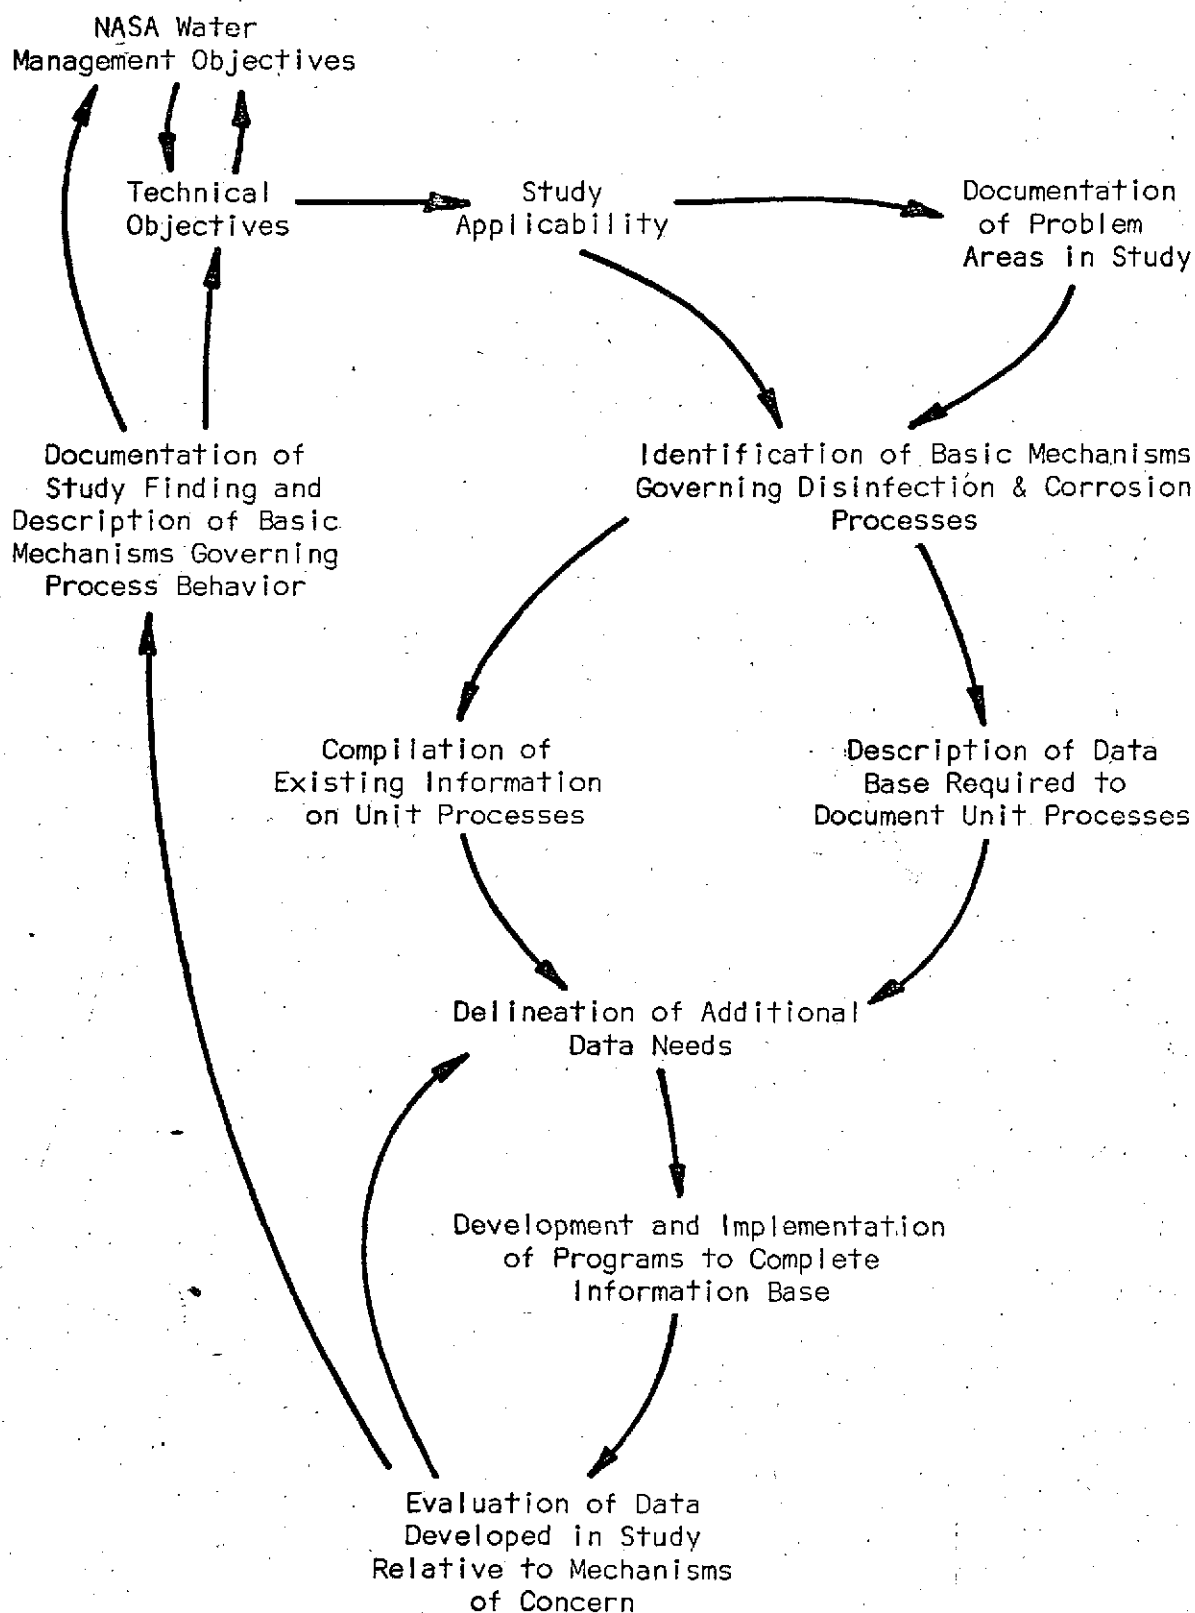 NASA Water
Management Objectives
Technical
Objectives
Study
Applicability
Documentation
of Problem
Areas in Study
Documentation of
Study Finding and
Description of Basic
Mechanisms Governing
Process Behavior
Identification of Basic Mechanisms
Governing Disinfection & Corrosion
Processes
Compilation of
Existing Information
on Unit Processes
Description of Data
Base Required to
Document Unit Processes
Delineation of Additional
Data Needs
Development and Implementation
of Programs to Complete
Information Base
Evaluation of Data
Developed in Study
Relative to Mechanisms
of Concern